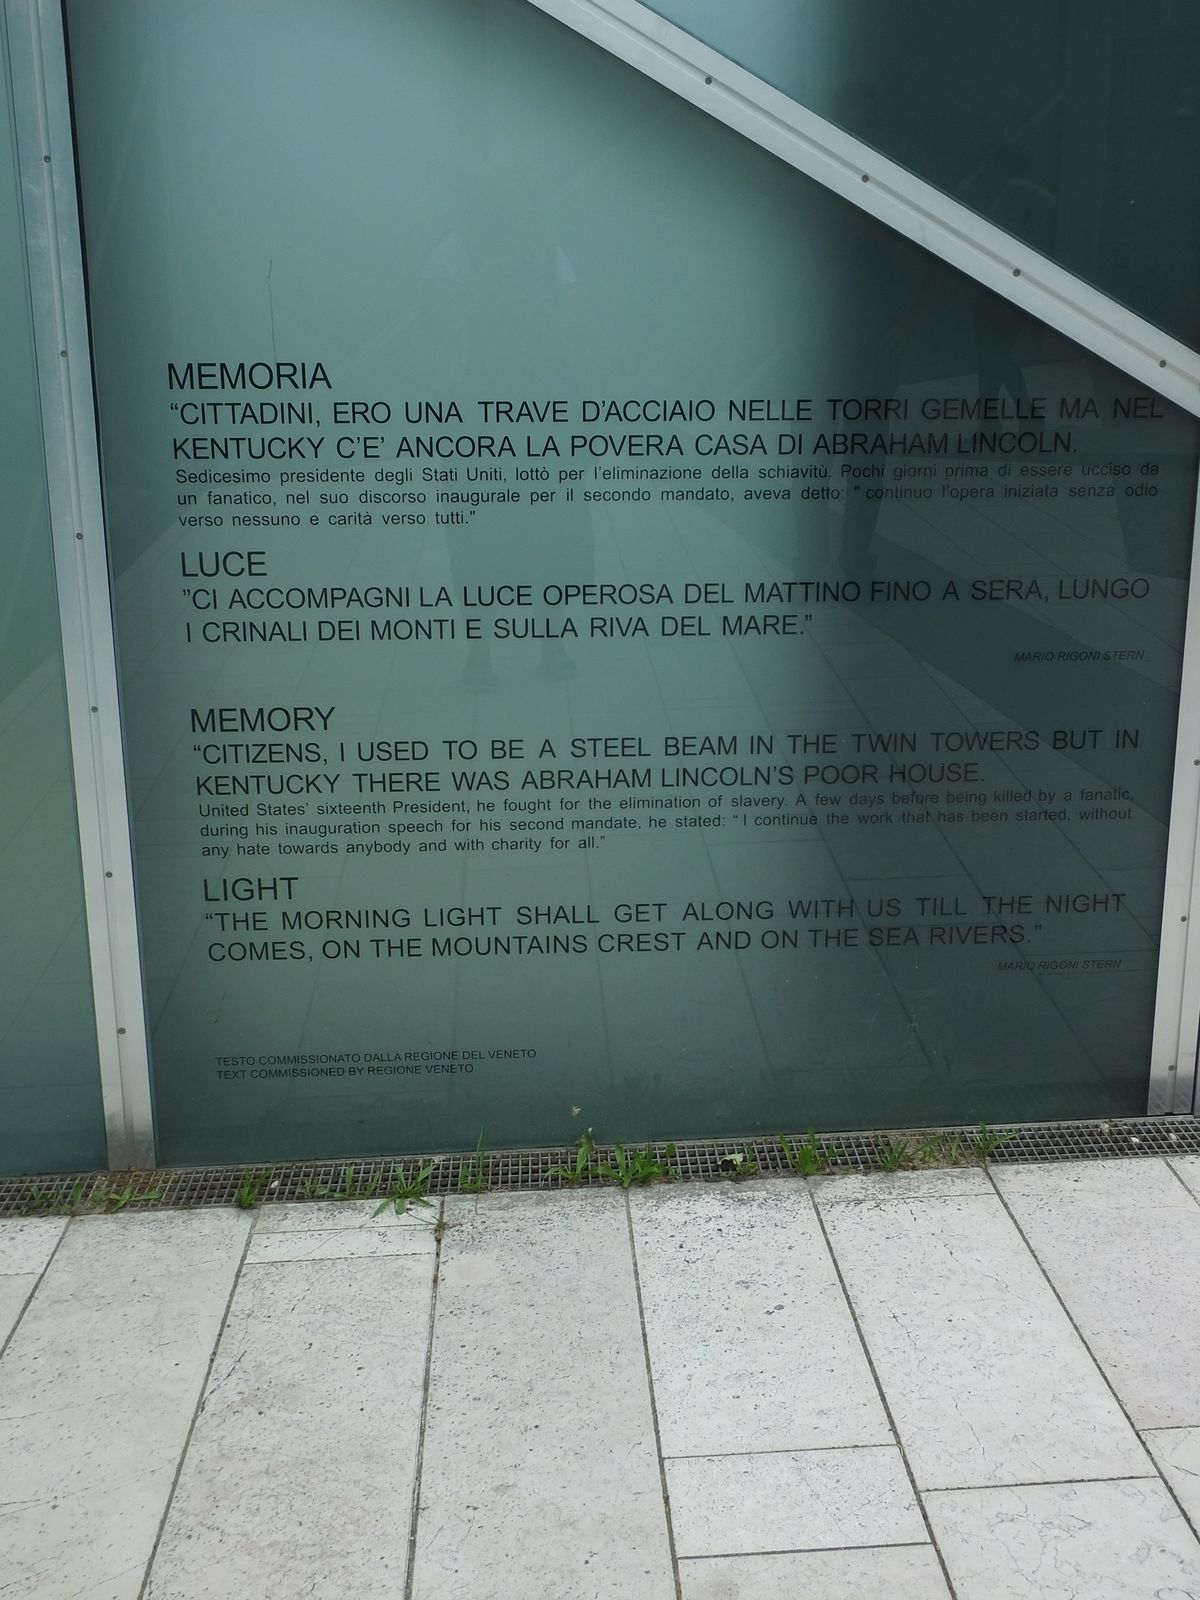 MEMORIA
“CITTADINI, ERO UNA TRAVE D’ACCIAIO NELLE TORRI GEMELLE MA NEL
KENTUCKY C’E’ ANCORA LA POVERA CASA DI ABRAHAM LINCOLN.
Sedicesimo presidente degli Stati Uniti, lottò per l’eliminazione della schiavitù. Pochi giorni prima di essere ucciso da
un fanatico, nel suo discorso inaugurale per il secondo mandato, aveva detto: " continuo l’opera iniziata senza odio
verso nessuno e carità verso tutti."
LUCE
”CI ACCOMPAGNI LA LUCE OPEROSA DEL MATTINO FINO A SERA, LUNGO
I CRINALI DEI MONTI E SULLA RIVA DEL MARE.”
MARIO RIGONI STERN
MEMORY
“CITIZENS, I USED TO BE A STEEL BEAM IN THE TWIN TOWERS BUT IN
KENTUCKY THERE WAS ABRAHAM LINCOLN’S POOR HOUSE.
United States’ sixteenth President, he fought for the elimination of slavery. A few days before being killed by a fanatic,
during his inauguration speech for his second mandate, he stated: “ I continue the work that has been started, without
any hate towards anybody and with charity for all.”
LIGHT
“THE MORNING LIGHT SHALL GET ALONG WITH US TILL THE NIGHT
COMES, ON THE MOUNTAINS CREST AND ON THE SEA RIVERS.”
MARIO RIGONI STERN
TESTO COMMISSIONATO DALLA REGIONE DEL VENETO
TEXT COMMISSIONED BY REGIONE VENETO